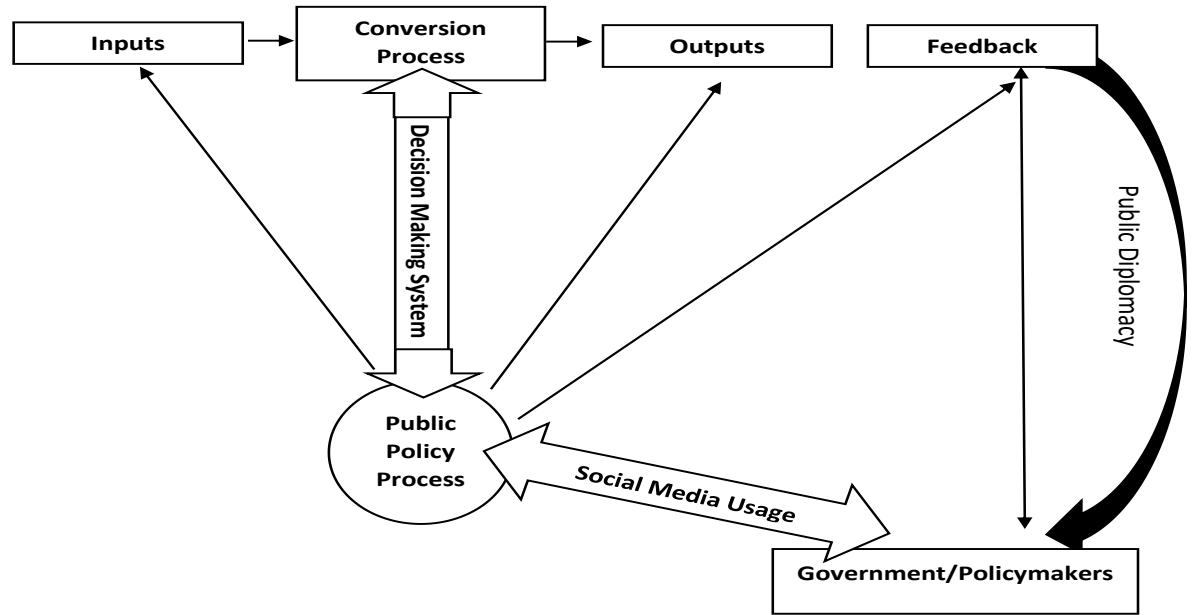 Inputs
Conversion
Process
Outputs
Feedback
Decision Making System
Public Diplomacy
Public
Policy
Process
Social Media Usage
Government/Policymakers